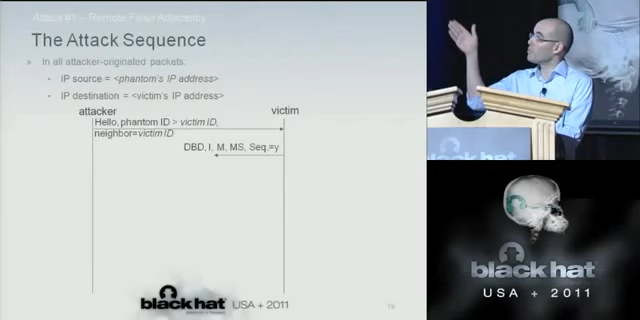 Attack #1 – Remote False Adjacency
The Attack Sequence
» In all attacker-originated packets:
• IP source = <phantom's IP address>
• IP destination = <victim's IP address>
attacker
victim
Hello, phantom ID > victim ID,
neighbor=victim ID
DBD, I, M, MS, Seq.=y
black hat
USA + 2011
black hat
USA + 2011